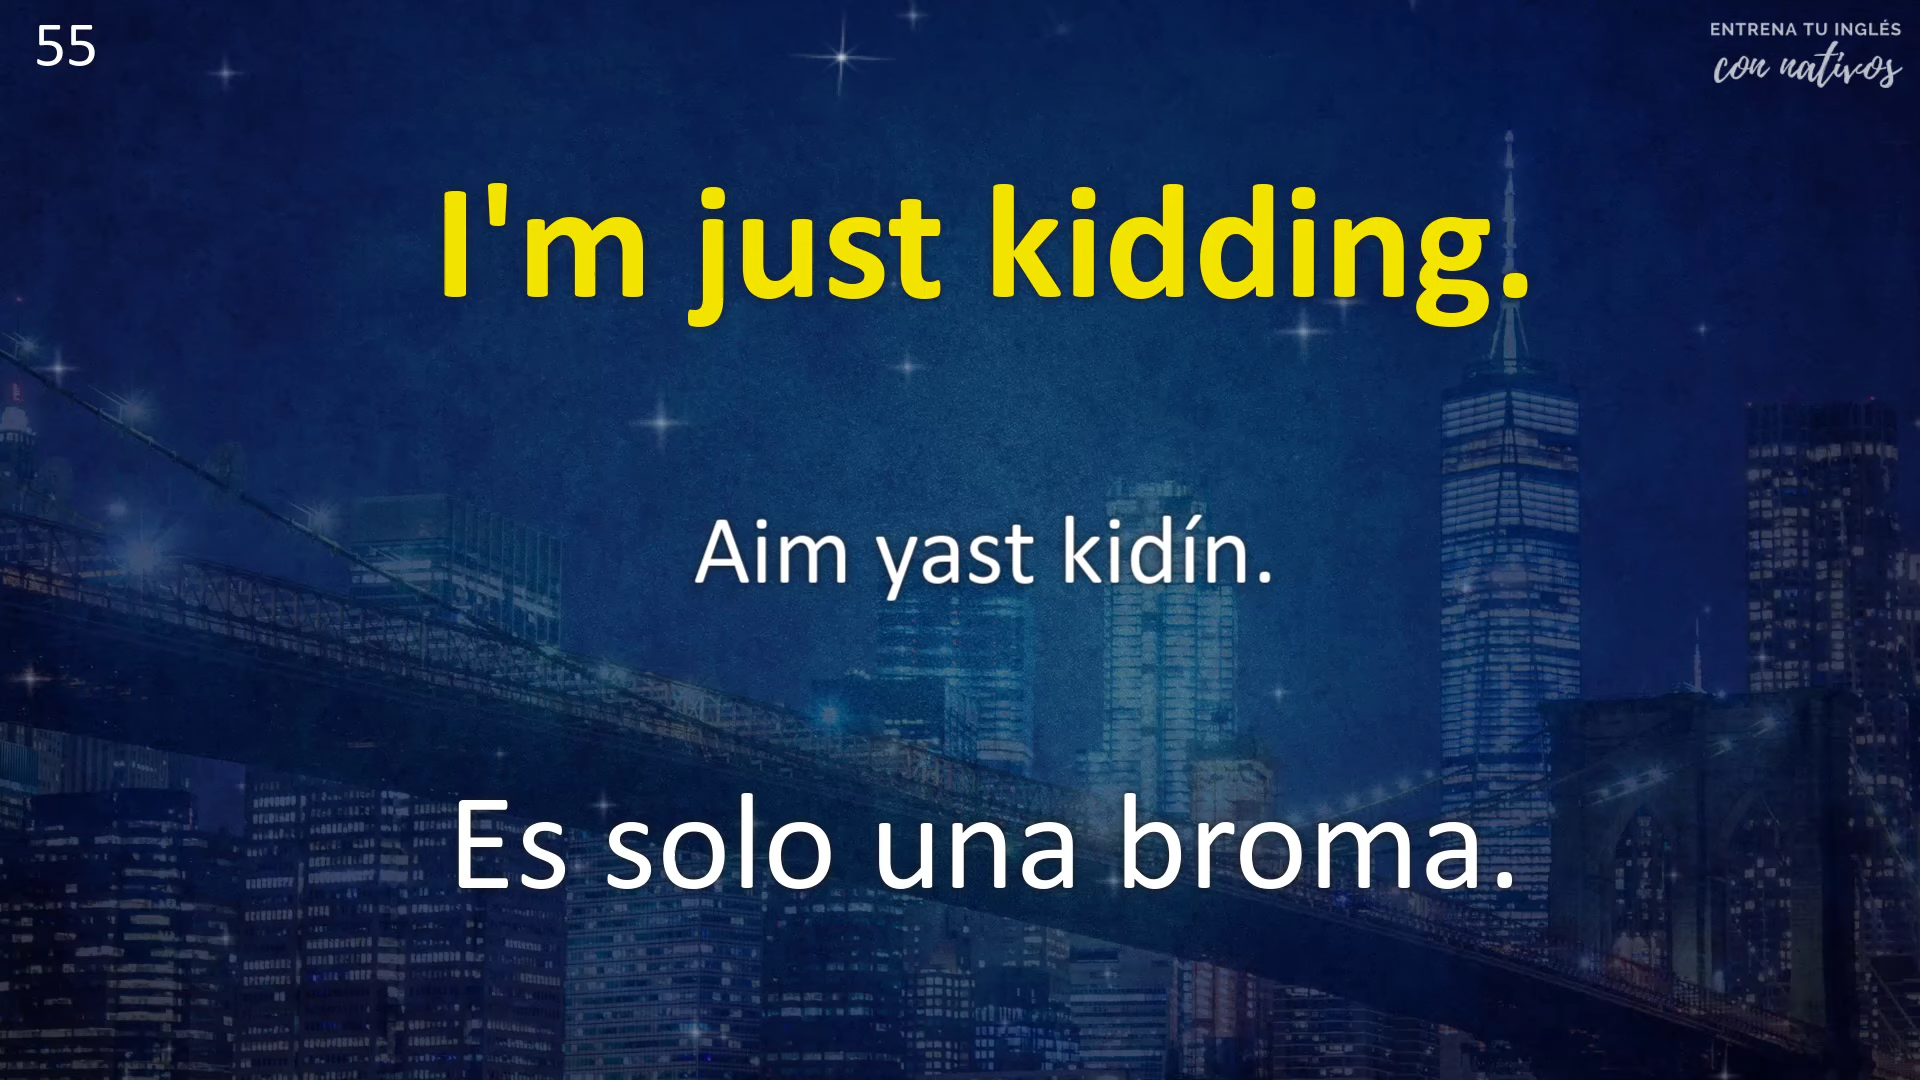 55
ENTRENA TU INGLÉS
con nativos
I'm just kidding.
Aim yast kidín.
Es solo una broma.